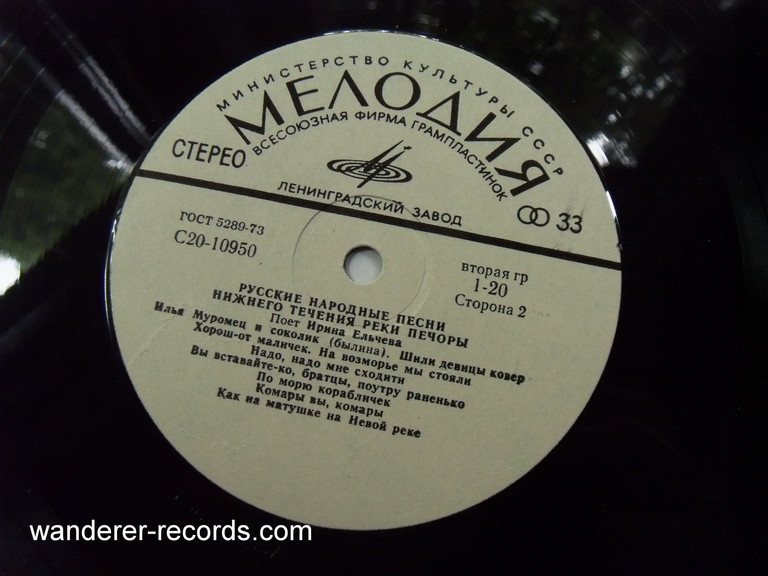 МИНИСТЕРСТВО КУЛЬТУРЫ СССР
МЕЛОДИЯ
ВСЕСОЮЗНАЯ ФИРМА ГРАМПЛАСТИНОК
СТЕРЕО
ЛЕНИНГРАДСКИЙ ЗАВОД
33
ГОСТ 5289-73
С20-10950
вторая гр
1-20
Сторона 2
РУССКИЕ НАРОДНЫЕ ПЕСНИ
НИЖНЕГО ТЕЧЕНИЯ РЕКИ ПЕЧОРЫ
Поет Ирина Ельчева
Илья Муромец и соколик (былина). Шили девицы ковер
Хорош-от маличек. На возморье мы стояли
Надо, надо мне сходити
Вы вставайте-ко, братцы, поутру раненько
По морю корабличек
Комары вы, комары
Как на матушке на Невой реке
wanderer-records.com